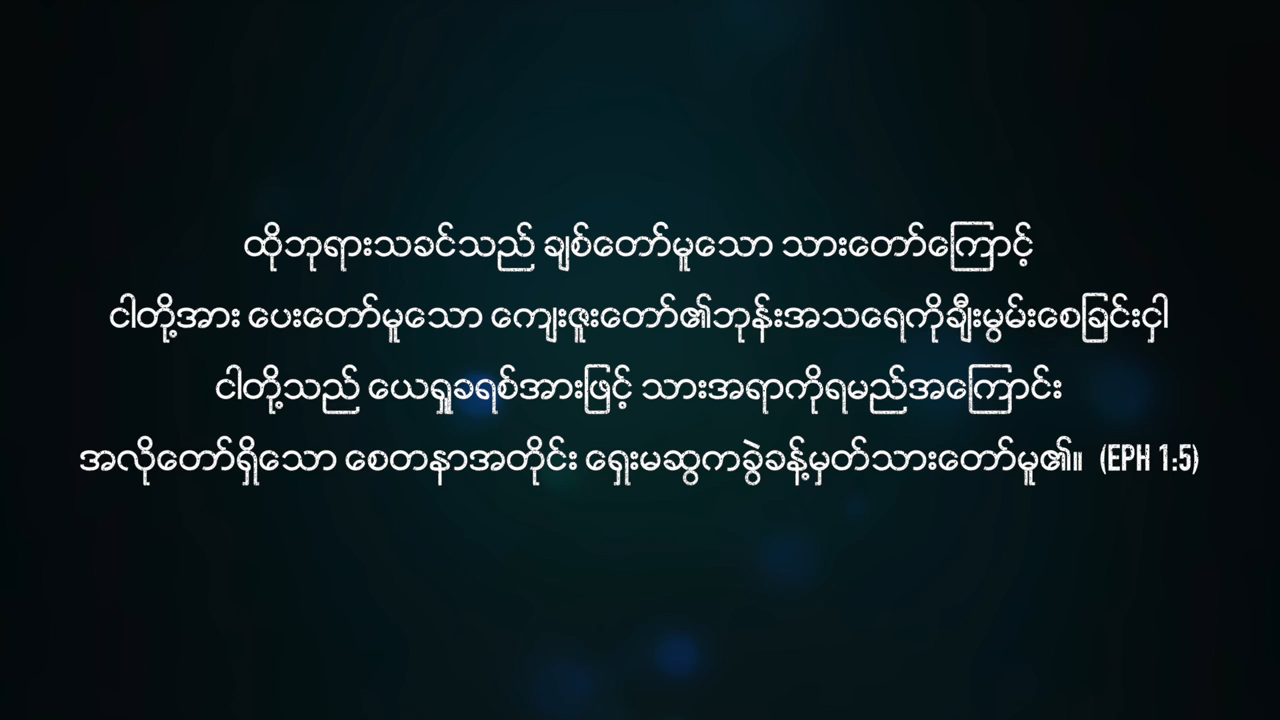 ထိုဘုရားသခင်သည် ချစ်တော်မူသော သားတော်ကြောင့်
ငါတို့အား ပေးတော်မူသော ကျေးဇူးတော်၏ဘုန်းအသရေကိုချီးမွမ်းစေခြင်းငှါ
ငါတို့သည် ယေရှုခရစ်အားဖြင့် သားအရာကိုရမည်အကြောင်း
အလိုတော်ရှိသော စေတနာအတိုင်း ရှေးမဆွကခွဲခန့်မှတ်သားတော်မူ၏။ (EPH 1:5)